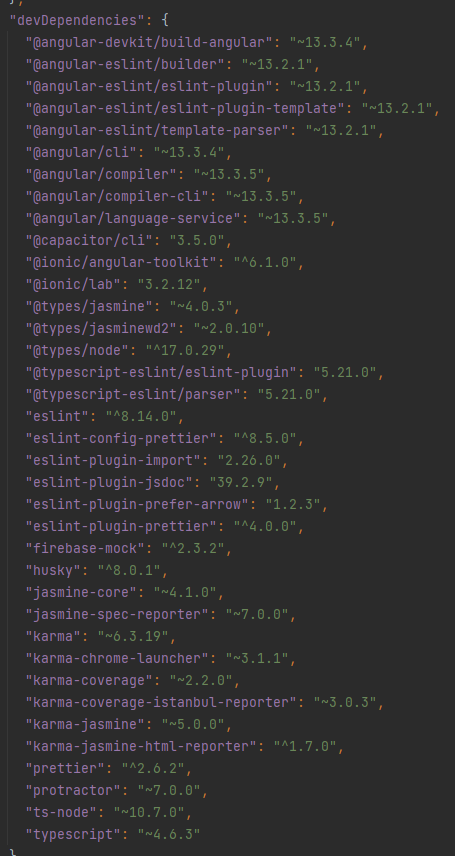 },
"devDependencies": {
"@angular-devkit/build-angular": "~13.3.4",
"@angular-eslint/builder": "~13.2.1",
"@angular-eslint/eslint-plugin": "~13.2.1",
"@angular-eslint/eslint-plugin-template": "~13.2.1",
"@angular-eslint/template-parser": "~13.2.1",
"@angular/cli": "~13.3.4",
"@angular/compiler": "~13.3.5",
"@angular/compiler-cli": "~13.3.5",
"@angular/language-service": "~13.3.5",
"@capacitor/cli": "3.5.0",
"@ionic/angular-toolkit": "^6.1.0",
"@ionic/lab": "3.2.12",
"@types/jasmine": "~4.0.3",
"@types/jasminewd2": "~2.0.10",
"@types/node": "^17.0.29",
"@typescript-eslint/eslint-plugin": "5.21.0",
"@typescript-eslint/parser": "5.21.0",
"eslint": "^8.14.0",
"eslint-config-prettier": "^8.5.0",
"eslint-plugin-import": "2.26.0",
"eslint-plugin-jsdoc": "39.2.9",
"eslint-plugin-prefer-arrow": "1.2.3",
"eslint-plugin-prettier": "^4.0.0",
"firebase-mock": "^2.3.2",
"husky": "^8.0.1",
"jasmine-core": "~4.1.0",
"jasmine-spec-reporter": "~7.0.0",
"karma": "~6.3.19",
"karma-chrome-launcher": "~3.1.1",
"karma-coverage": "~2.2.0",
"karma-coverage-istanbul-reporter": "~3.0.3",
"karma-jasmine": "~5.0.0",
"karma-jasmine-html-reporter": "^1.7.0",
"prettier": "^2.6.2",
"protractor": "~7.0.0",
"ts-node": "~10.7.0",
"typescript": "~4.6.3"
}